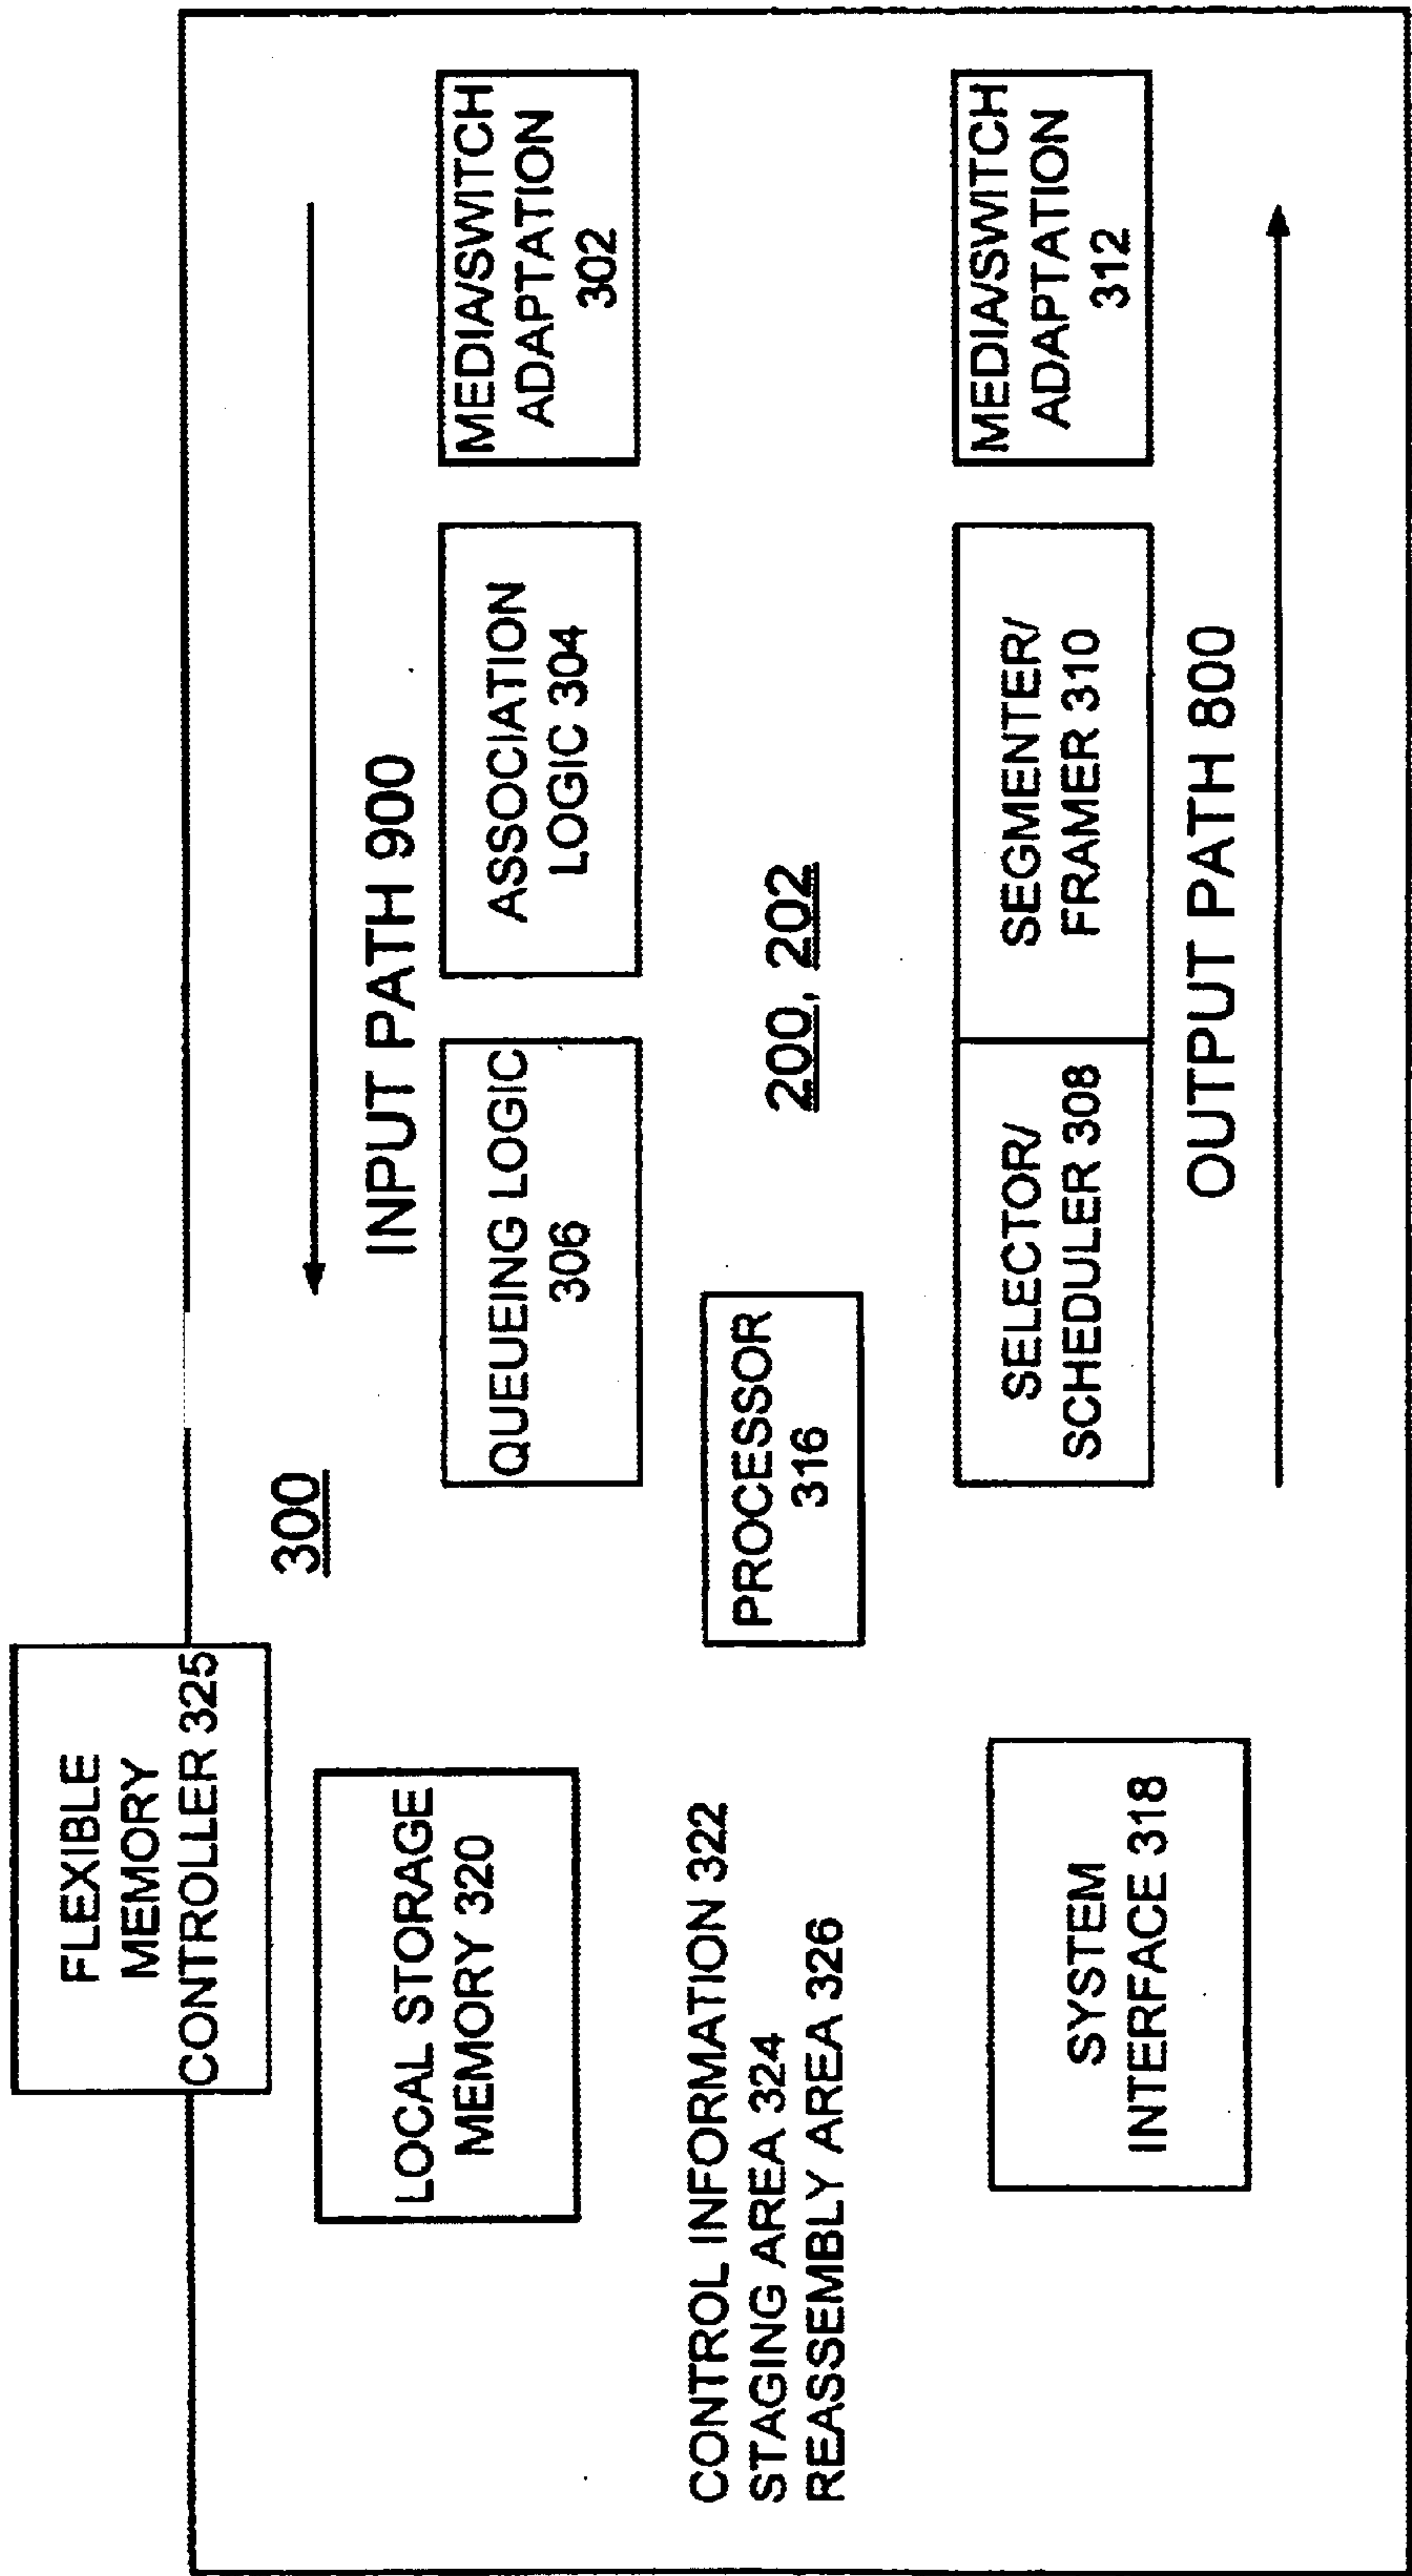 FLEXIBLE
MEMORY
CONTROLLER 325
300
LOCAL STORAGE
MEMORY 320
INPUT PATH 900
QUEUEING LOGIC
306
ASSOCIATION
LOGIC 304
MEDIA/SWITCH
ADAPTATION
302
CONTROL INFORMATION 322
STAGING AREA 324
REASSEMBLY AREA 326
PROCESSOR
316
200, 202
SYSTEM
INTERFACE 318
SELECTOR/
SCHEDULER 308
SEGMENTER/
FRAMER 310
MEDIA/SWITCH
ADAPTATION
312
OUTPUT PATH 800